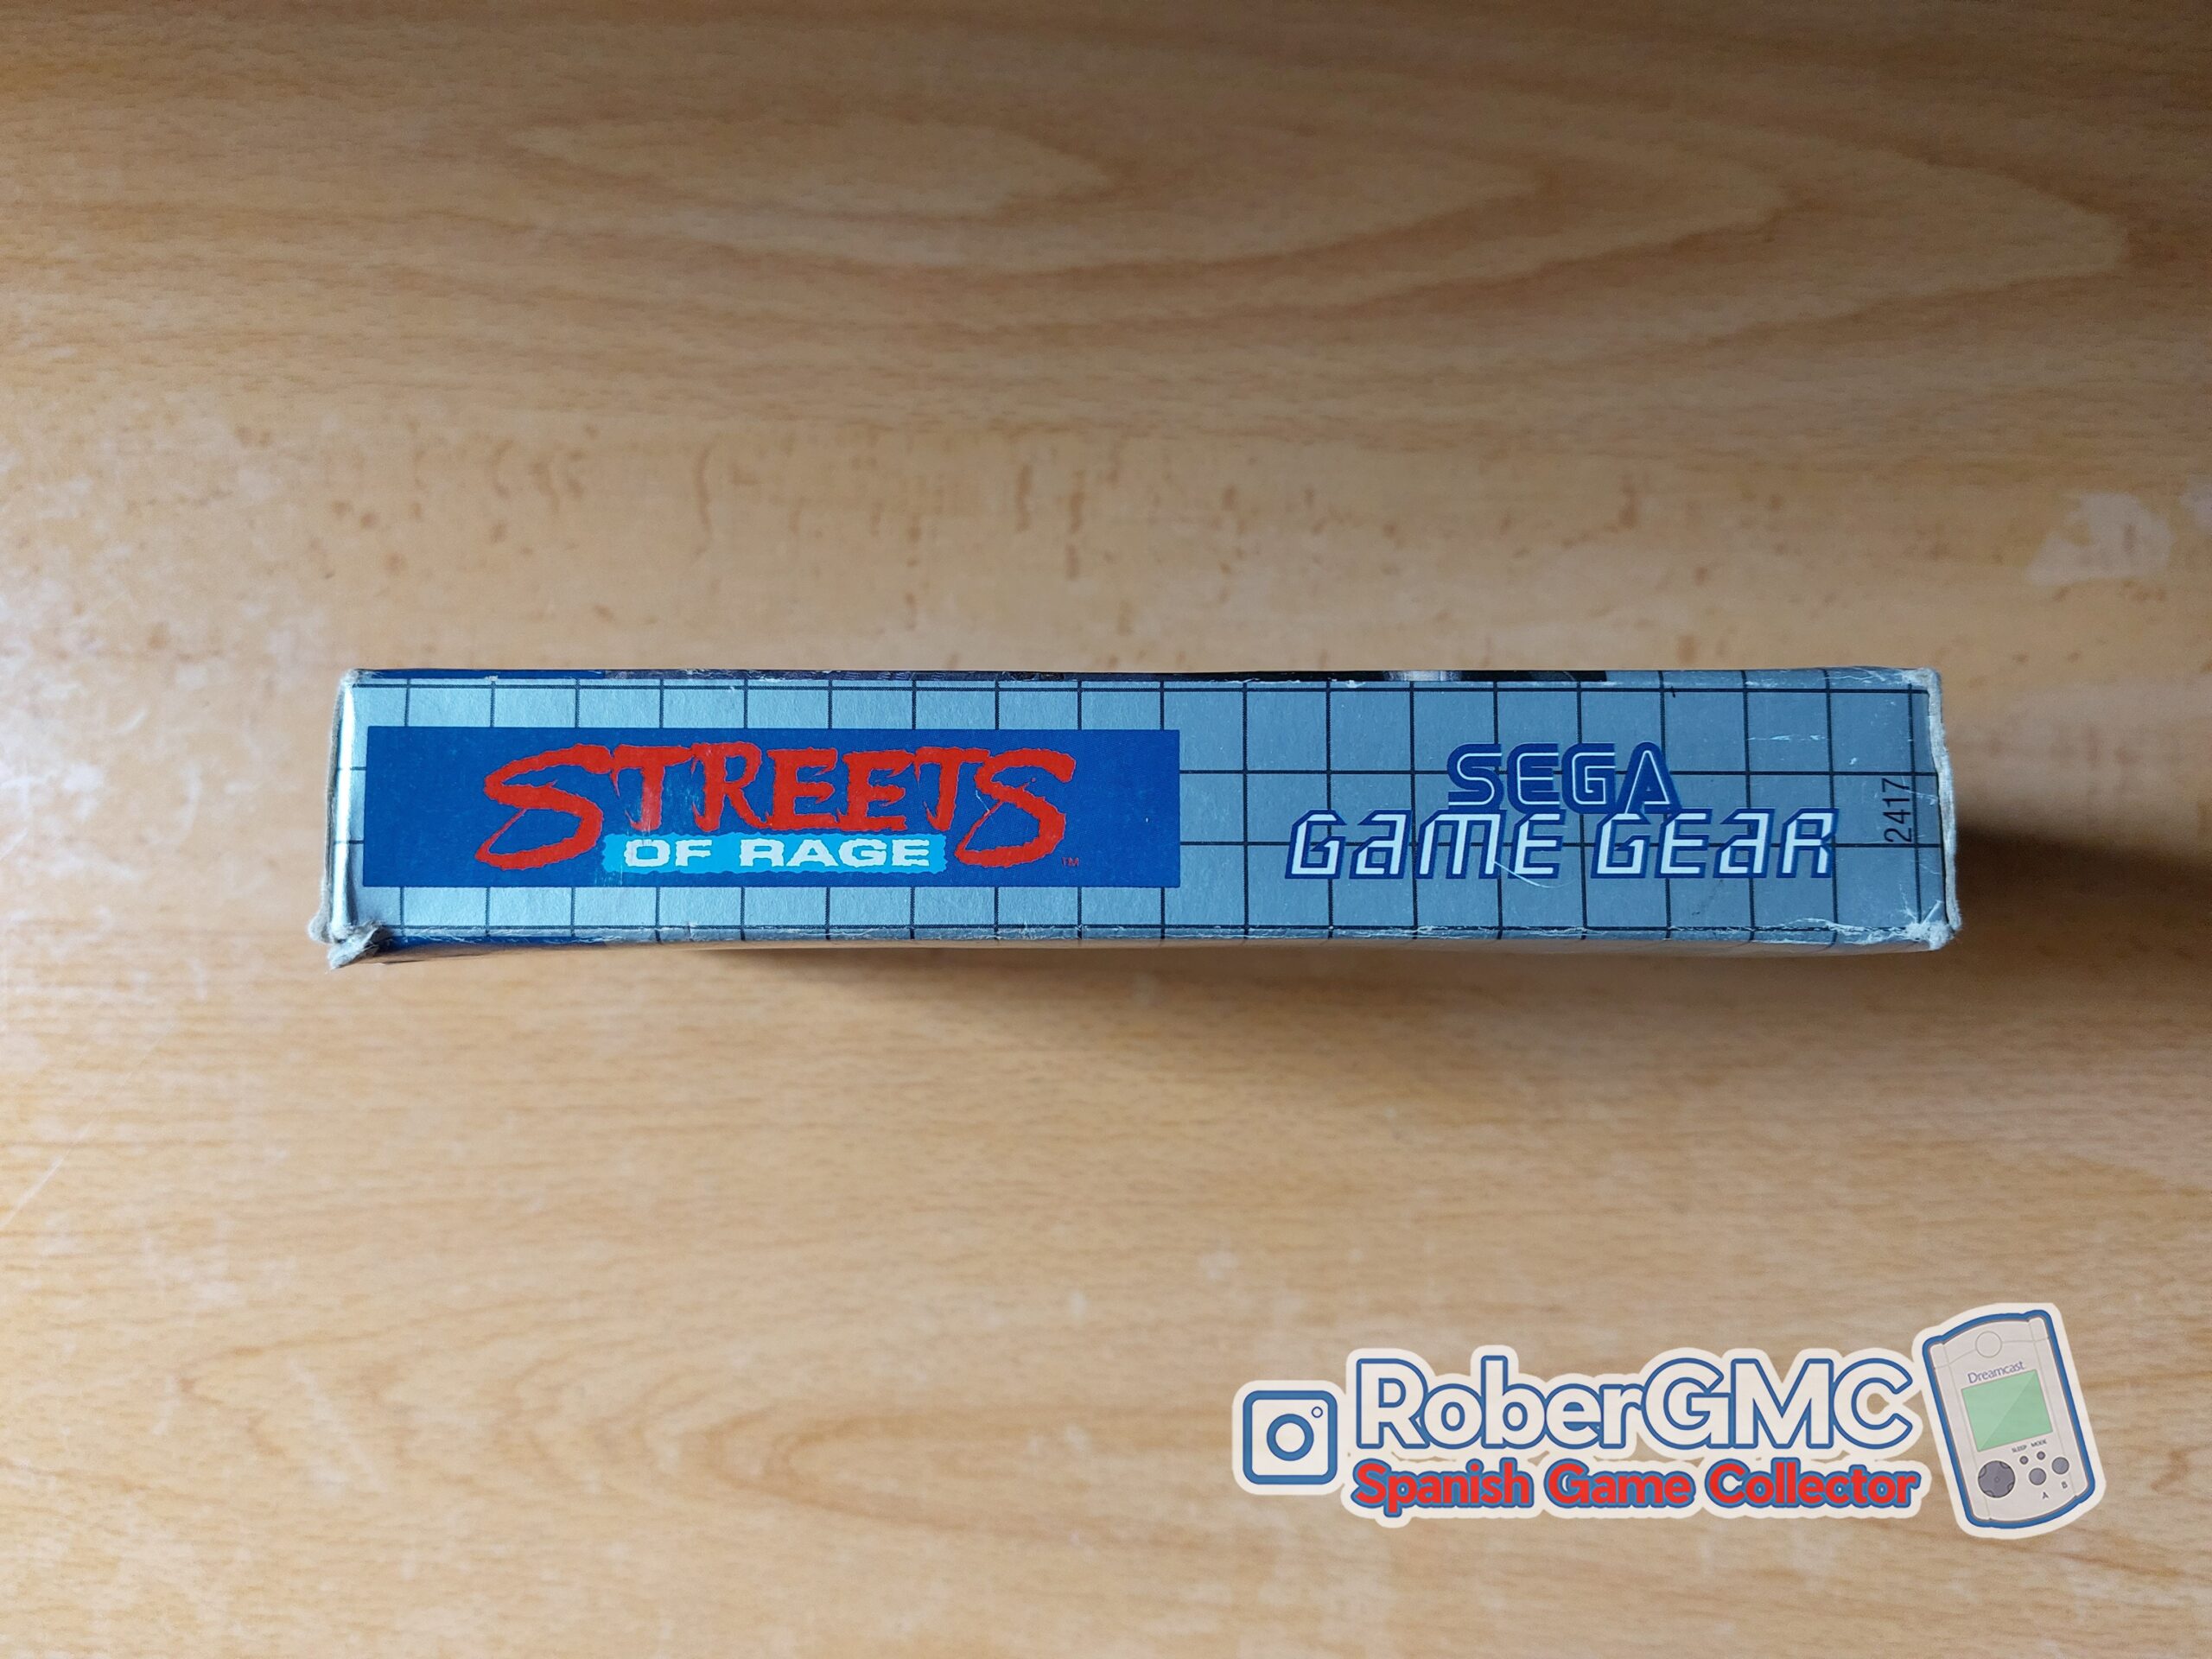 STREETS
OF RAGE
TM
SEGA
GAME GEAR
2417
RoberGMC
Spanish Game Collector
Dreamcast
SLEEP MODE
A B